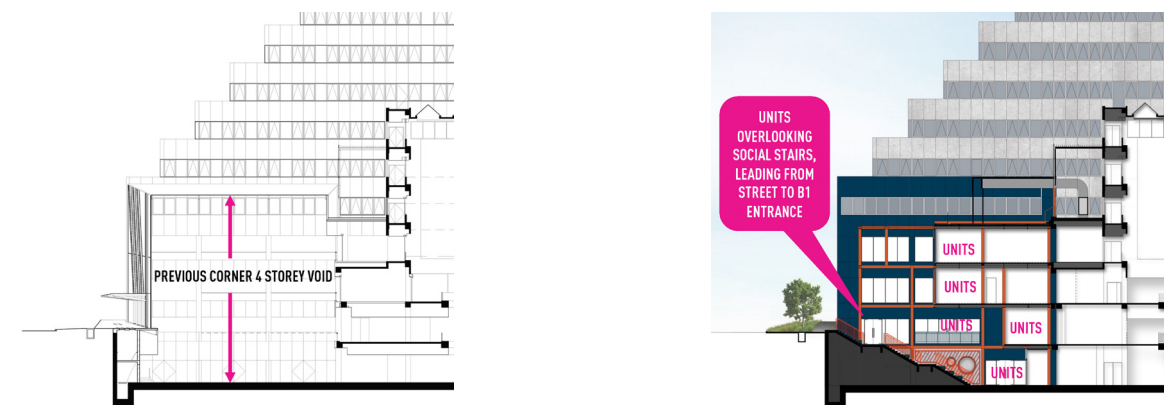 PREVIOUS CORNER 4 STOREY VOID
UNITS
OVERLOOKING
SOCIAL STAIRS,
LEADING FROM
STREET TO B1
ENTRANCE
UNITS
UNITS
UNITS
UNITS
UNITS